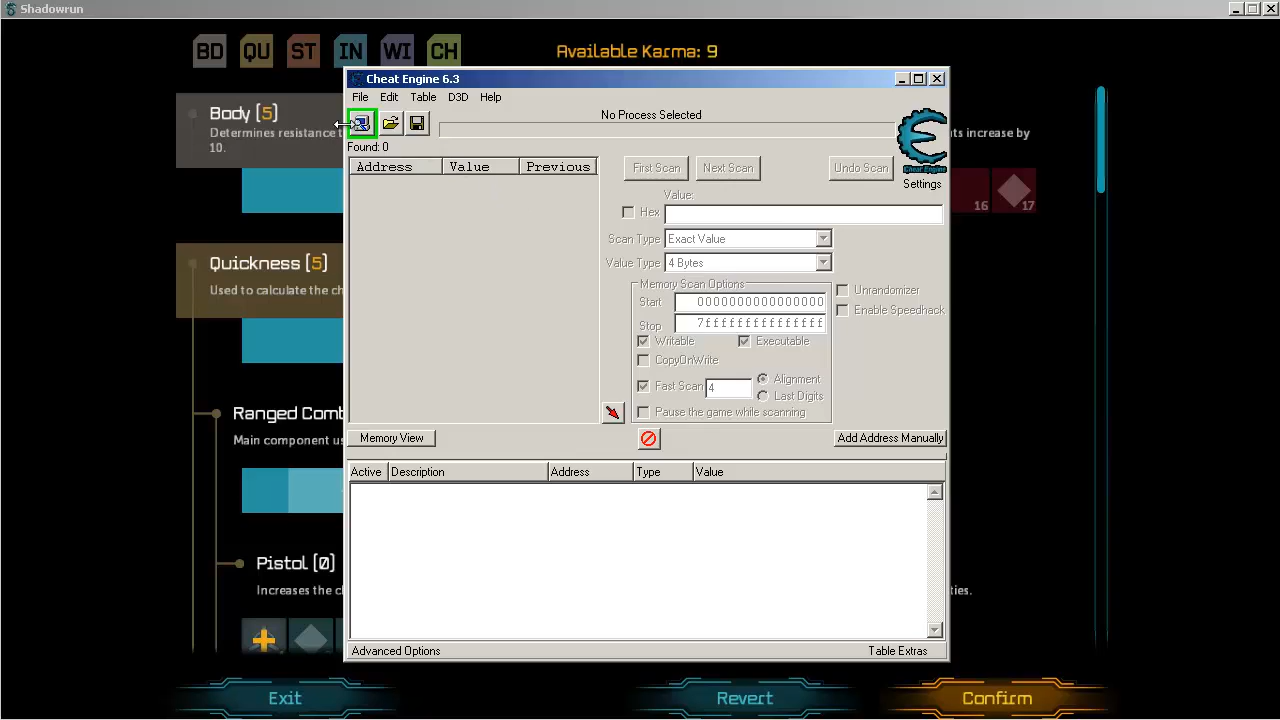 Shadowrun
BD QU ST IN WI CH
Available Karma: 9
Cheat Engine 6.3
File Edit Table D3D Help
No Process Selected
Body (5)
Determines resistance
10.
nts increase by
Found: 0
Address Value Previous
First Scan Next Scan Undo Scan
Cheat Engine
Settings
Value:
Hex
16 17
Scan Type Exact Value
Value Type 4 Bytes
Quickness (5)
Used to calculate the
Memory Scan Options
Start 0000000000000000
Stop 7fffffffffffffff
Unrandomizer
Enable Speedhack
Writable Executable
CopyOnWrite
Fast Scan 4 Alignment
Last Digits
Pause the game while scanning
Ranged Comb
Main component
Memory View Add Address Manually
Active Description Address Type Value
Pistol (0)
Increases the
ties.
Advanced Options Table Extras
Exit Revert Confirm